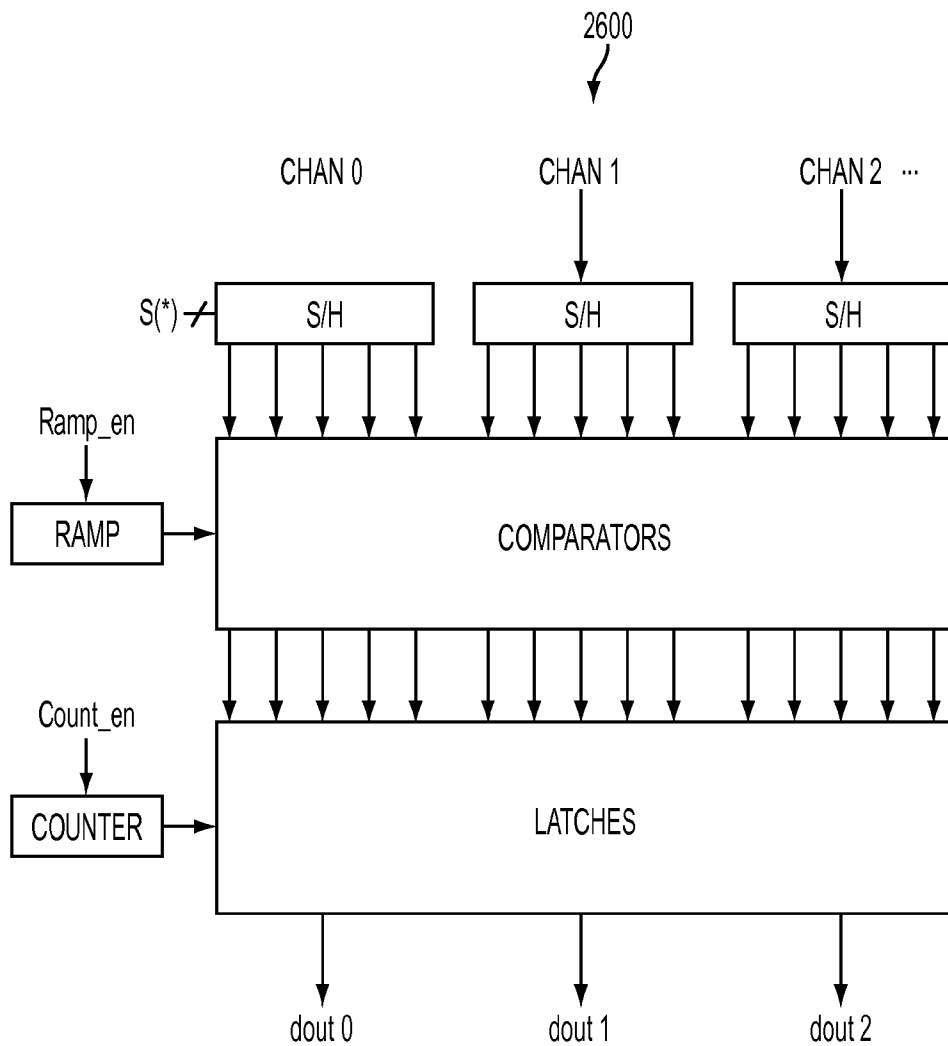 2600
CHAN 0 CHAN 1 CHAN 2 ...
S(*) S/H S/H S/H
Ramp_en
RAMP COMPARATORS
Count_en
COUNTER LATCHES
dout 0 dout 1 dout 2